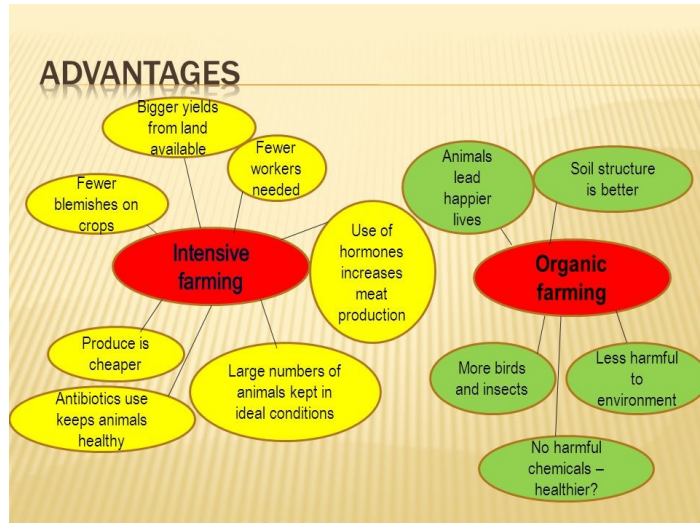 ADVANTAGES
Bigger yields
from land
available
Fewer
workers
needed
Fewer
blemishes on
crops
Intensive
farming
Use of
hormones
increases
meat
production
Produce is
cheaper
Antibiotics use
keeps animals
healthy
Large numbers of
animals kept in
ideal conditions
Animals
lead
happier
lives
Soil structure
is better
Organic
farming
More birds
and insects
Less harmful
to
environment
No harmful
chemicals –
healthier?